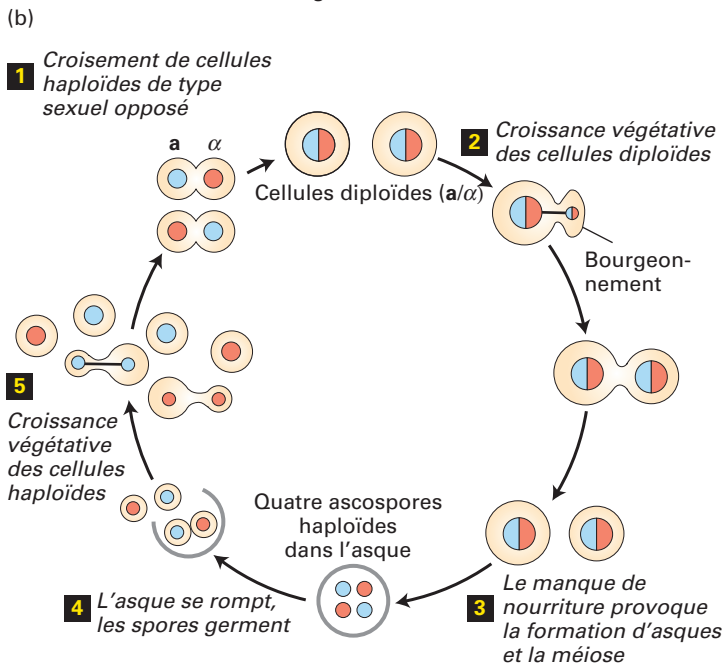 (b)
1 Croisement de cellules
haploïdes de type
sexuel opposé
a α
Cellules diploïdes (a/α)
2 Croissance végétative
des cellules diploïdes
Bourgeon-
nement
3 Le manque de
nourriture provoque
la formation d'asques
et la méiose
Quatre ascospores
haploïdes
dans l'asque
4 L'asque se rompt,
les spores germent
5
Croissance
végétative
des cellules
haploïdes